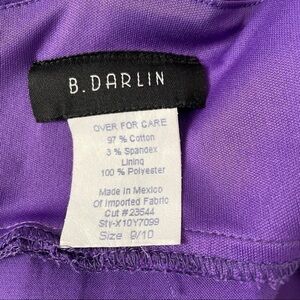 B. DARLIN
OVER FOR CARE
97 % Cotton
3 % Spandex
Lining
100 % Polyester
Made In Mexico
Of Imported Fabric
Cut #23544
Sty-X10Y7099
Size 9/10